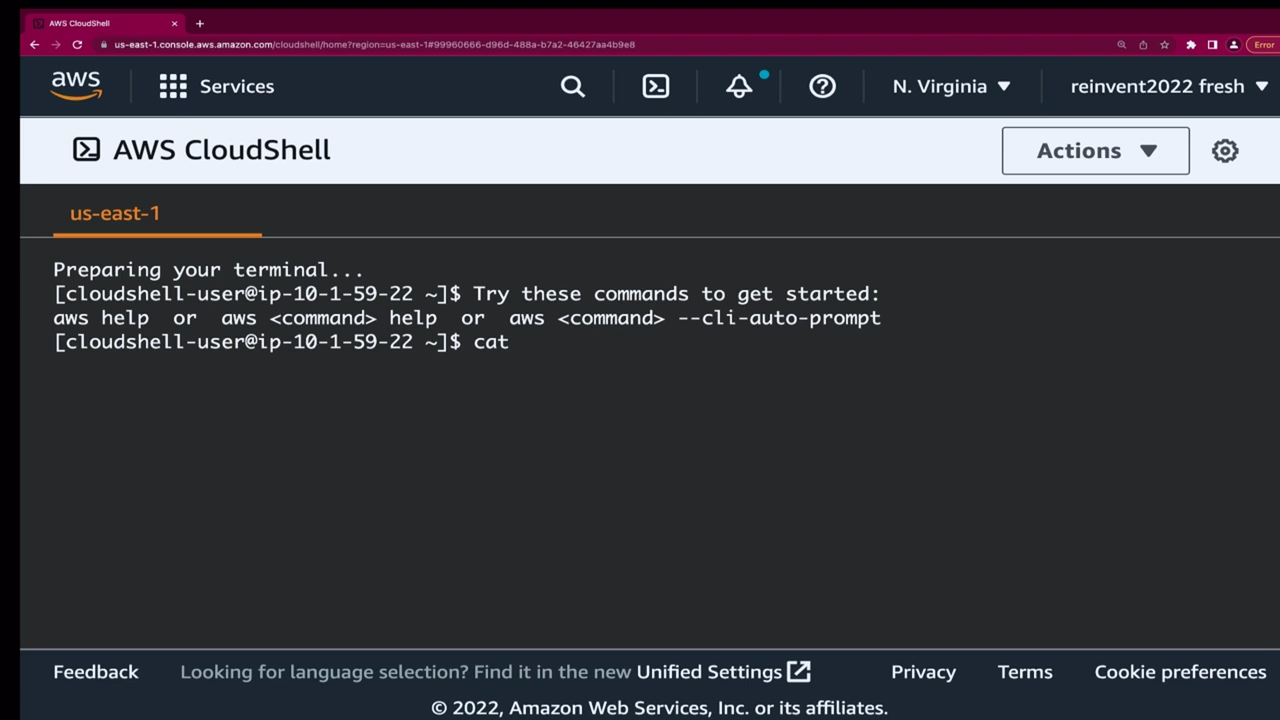 AWS CloudShell
us-east-1.console.aws.amazon.com/cloudshell/home?region=us-east-1#99960666-d96d-488a-b7a2-46427aa4b9e8
Error
aws
Services
N. Virginia
reinvent2022 fresh
AWS CloudShell
Actions
us-east-1
Preparing your terminal...
[cloudshell-user@ip-10-1-59-22 ~]$ Try these commands to get started:
aws help or aws <command> help or aws <command> --cli-auto-prompt
[cloudshell-user@ip-10-1-59-22 ~]$ cat
Feedback
Looking for language selection? Find it in the new Unified Settings
Privacy
Terms
Cookie preferences
© 2022, Amazon Web Services, Inc. or its affiliates.